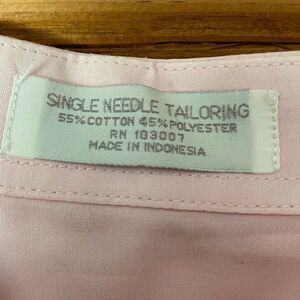 SINGLE NEEDLE TAILORING
55% COTTON 45% POLYESTER
RN 103007
MADE IN INDONESIA